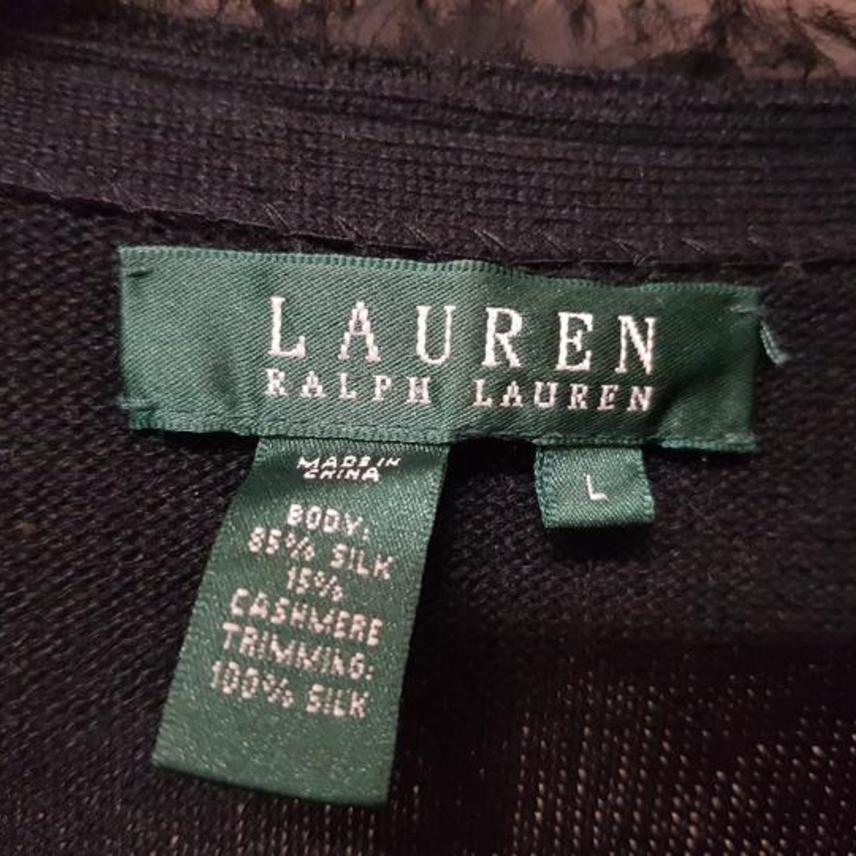 LAUREN
RALPH LAUREN
MADE IN
CHINA
L
BODY:
85% SILK
15%
CASHMERE
TRIMMING:
100% SILK